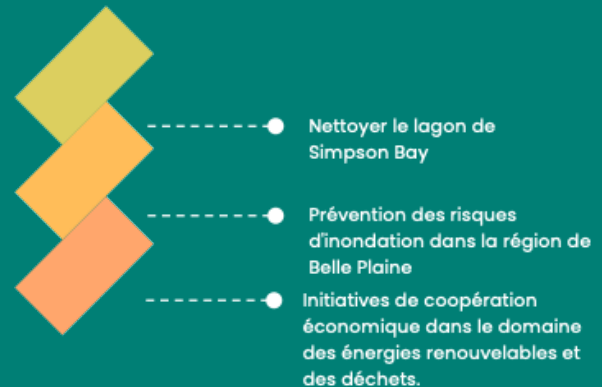 Nettoyer le lagon de
Simpson Bay
Prévention des risques
d'inondation dans la région de
Belle Plaine
Initiatives de coopération
économique dans le domaine
des énergies renouvelables et
des déchets.